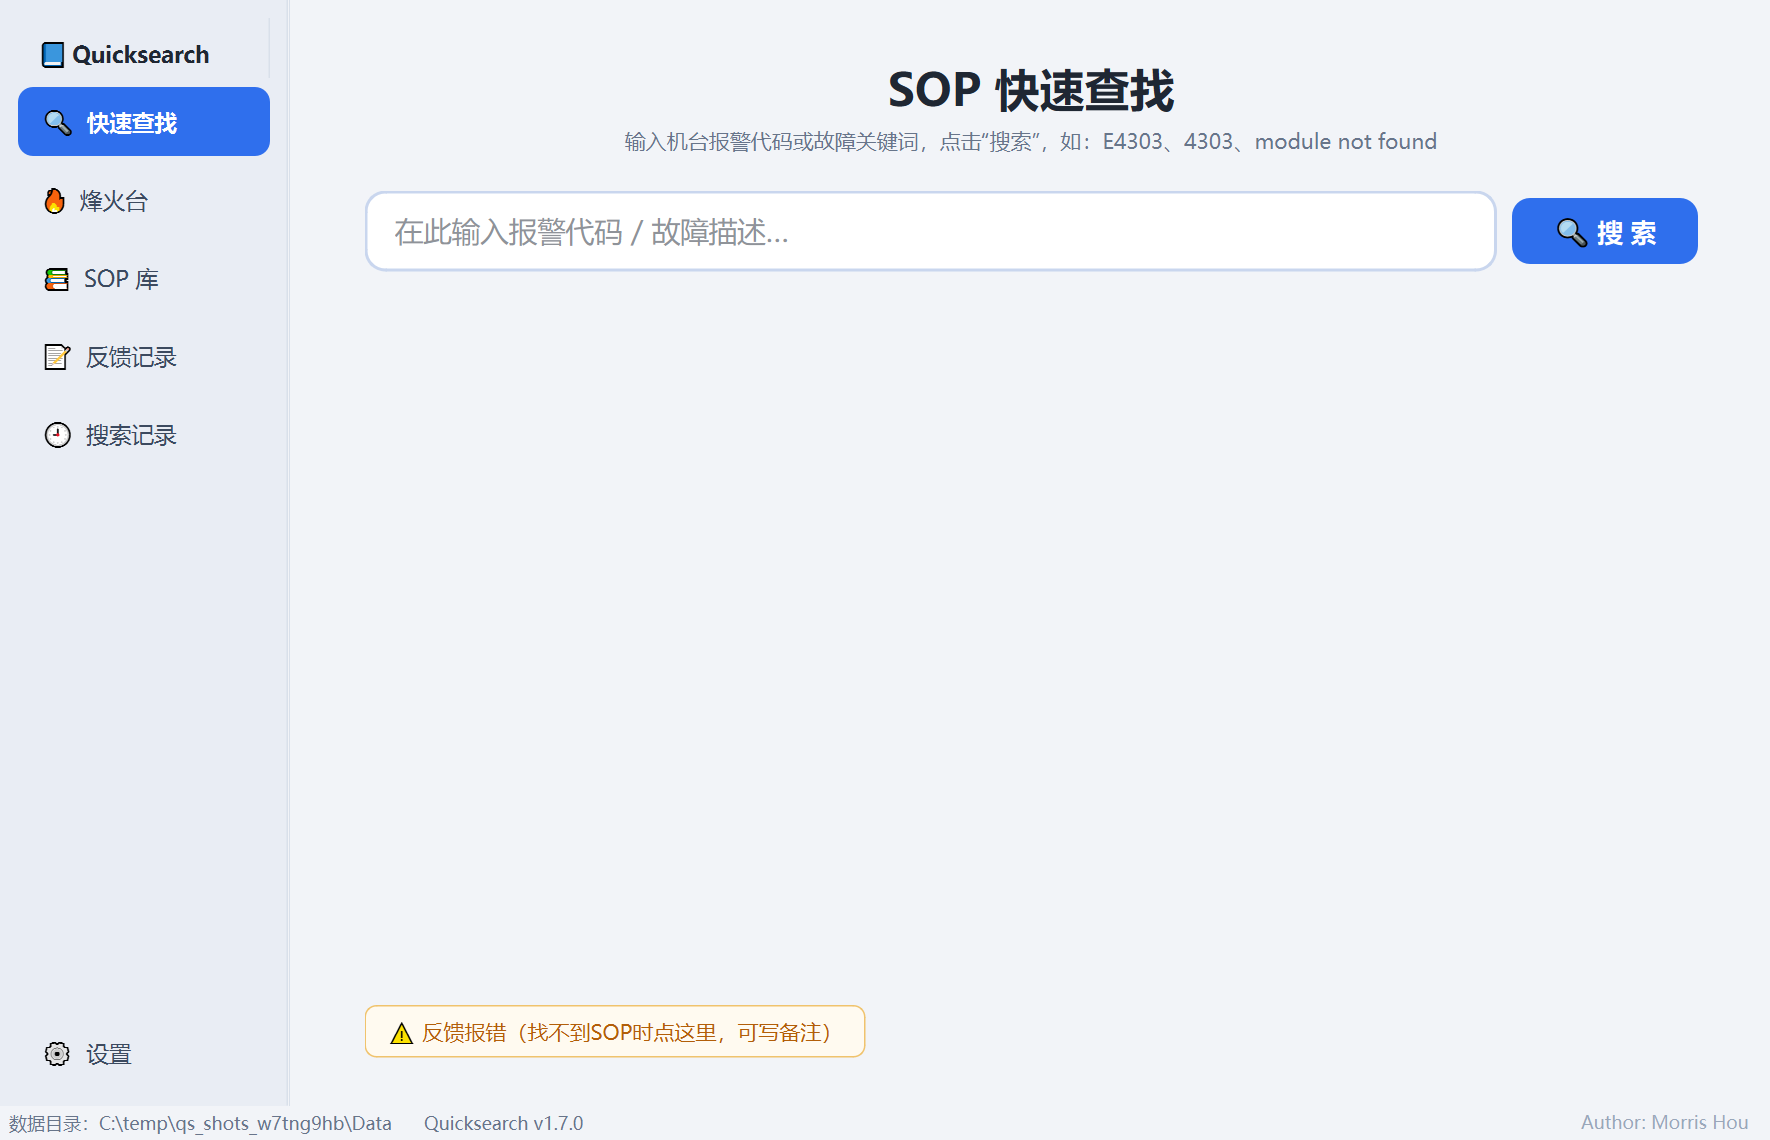 Quicksearch
快速查找
烽火台
SOP 库
反馈记录
搜索记录
设置
SOP 快速查找
输入机台报警代码或故障关键词，点击“搜索”，如：E4303、4303、module not found
在此输入报警代码 / 故障描述...
搜 索
反馈报错（找不到SOP时点这里，可写备注）
数据目录：C:\temp\qs_shots_w7tng9hb\Data
Quicksearch v1.7.0
Author: Morris Hou